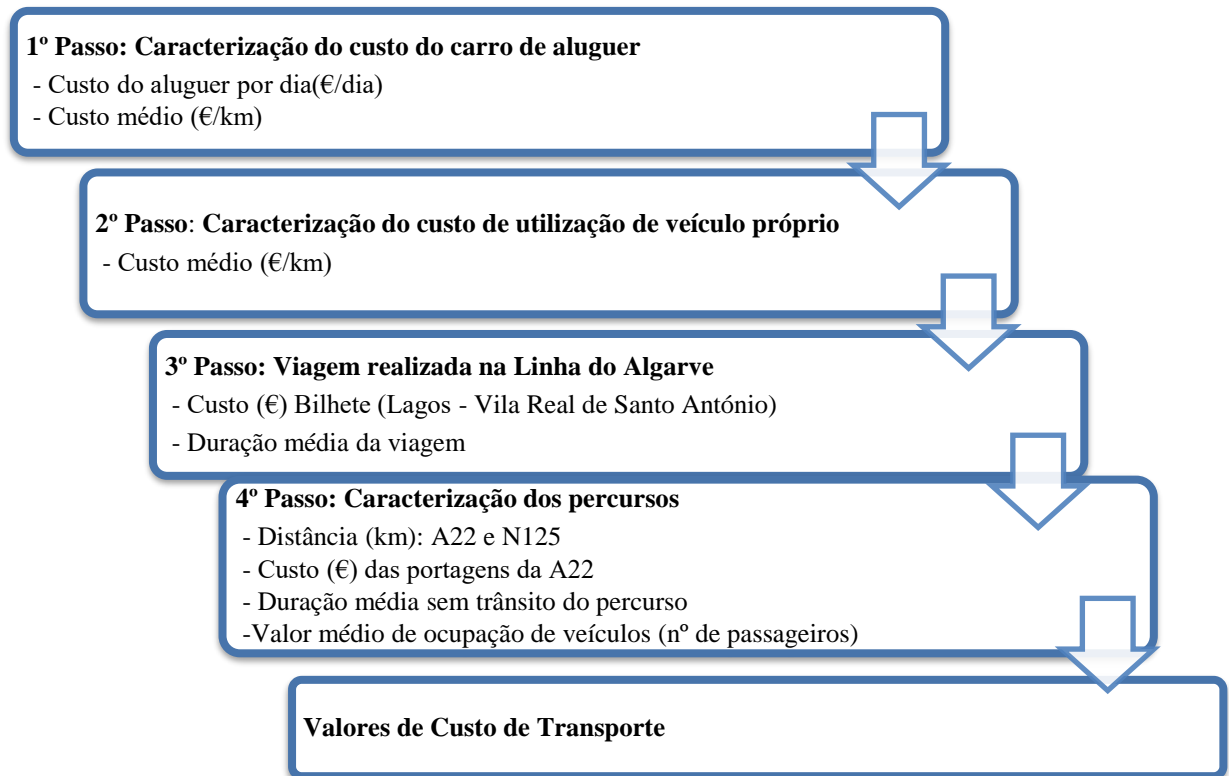 1º Passo: Caracterização do custo do carro de aluguer
- Custo do aluguer por dia(€/dia)
- Custo médio (€/km)
2º Passo: Caracterização do custo de utilização de veículo próprio
- Custo médio (€/km)
3º Passo: Viagem realizada na Linha do Algarve
- Custo (€) Bilhete (Lagos - Vila Real de Santo António)
- Duração média da viagem
4º Passo: Caracterização dos percursos
- Distância (km): A22 e N125
- Custo (€) das portagens da A22
- Duração média sem trânsito do percurso
-Valor médio de ocupação de veículos (nº de passageiros)
Valores de Custo de Transporte